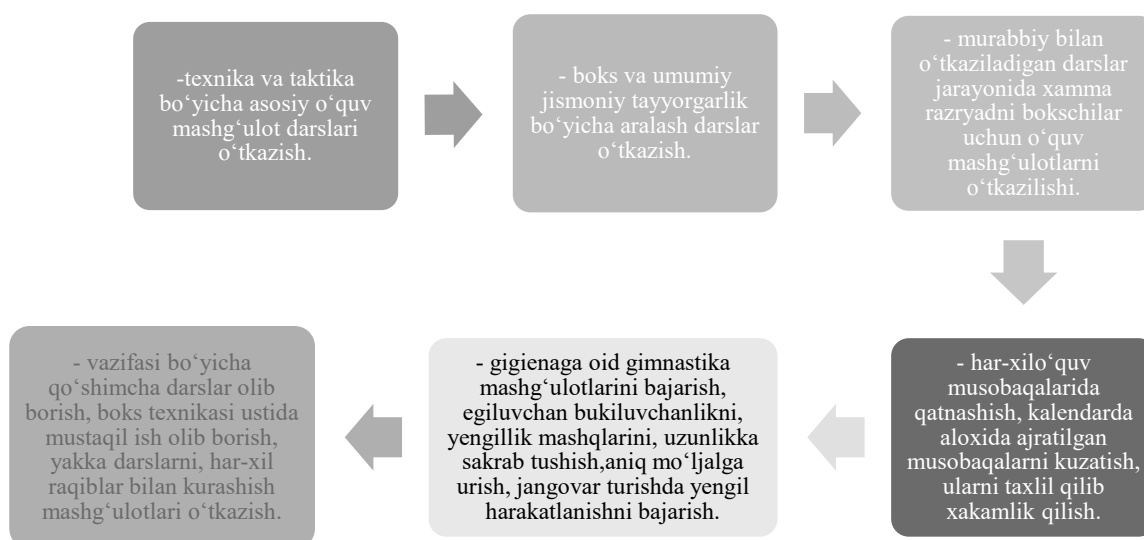 -texnika va taktika
bo‘yicha asosiy o‘quv
mashg‘ulot darslari
o‘tkazish.
- boks va umumiy
jismoniy tayyorgarlik
bo‘yicha aralash darslar
o‘tkazish.
- murabbiy bilan
o‘tkaziladigan darslar
jarayonida xamma
razryadni bokschilar
uchun o‘quv
mashg‘ulotlarni
o‘tkazilishi.
- har-xilo‘quv
musobaqalarida
qatnashish, kalendarda
aloxida ajratilgan
musobaqalarni kuzatish,
ularni taxlil qilib
xakamlik qilish.
- gigienaga oid gimnastika
mashg‘ulotlarini bajarish,
egiluvchan bukiluvchanlikni,
yengillik mashqlarini, uzunlikka
sakrab tushish,aniq mo‘ljalga
urish, jangovar turishda yengil
harakatlanishni bajarish.
- vazifasi bo‘yicha
qo‘shimcha darslar olib
borish, boks texnikasi ustida
mustaqil ish olib borish,
yakka darslarni, har-xil
raqiblar bilan kurashish
mashg‘ulotlari o‘tkazish.